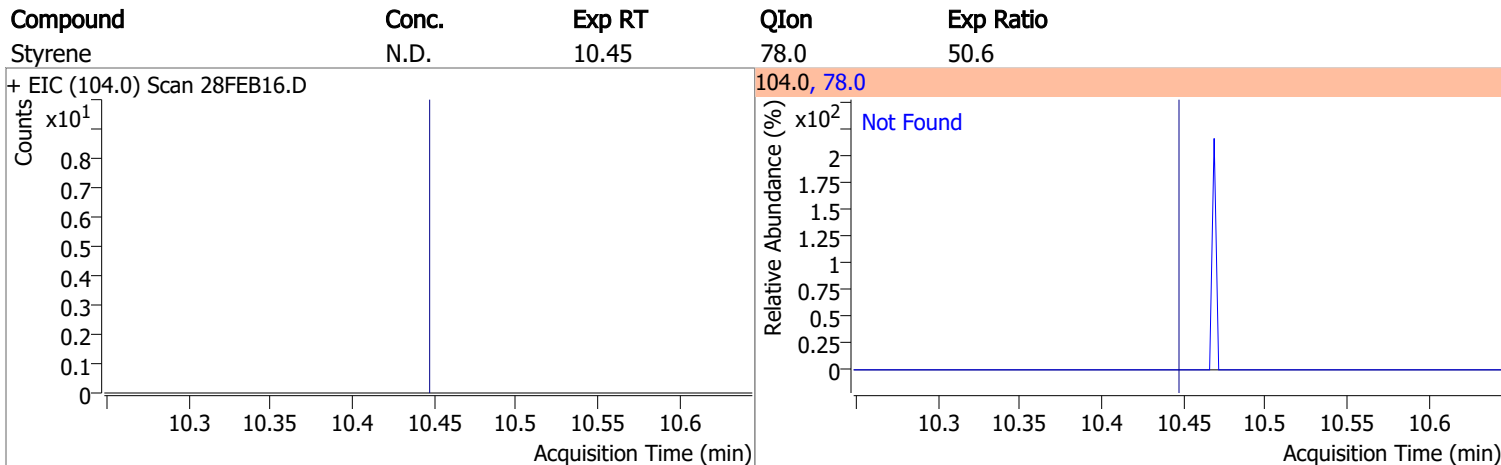 Compound Conc. Exp RT QIon Exp Ratio
Styrene N.D. 10.45 78.0 50.6
+ EIC (104.0) Scan 28FEB16.D
Counts
x10¹
0.8
0.7
0.6
0.5
0.4
0.3
0.2
0.1
0
10.3 10.35 10.4 10.45 10.5 10.55 10.6
Acquisition Time (min)
104.0, 78.0
Relative Abundance (%)
x10²
Not Found
2
1.75
1.5
1.25
1
0.75
0.5
0.25
0
10.3 10.35 10.4 10.45 10.5 10.55 10.6
Acquisition Time (min)